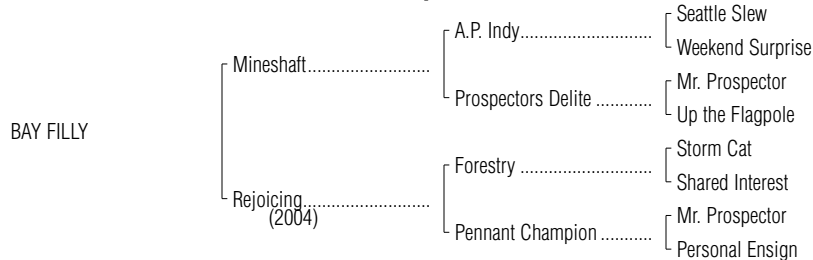 Seattle Slew
A.P. Indy............................
Weekend Surprise
Mineshaft..........................
Mr. Prospector
Prospectors Delite ............
Up the Flagpole
BAY FILLY
Storm Cat
Forestry ............................
Shared Interest
Rejoicing...........................
(2004)
Mr. Prospector
Pennant Champion ...........
Personal Ensign